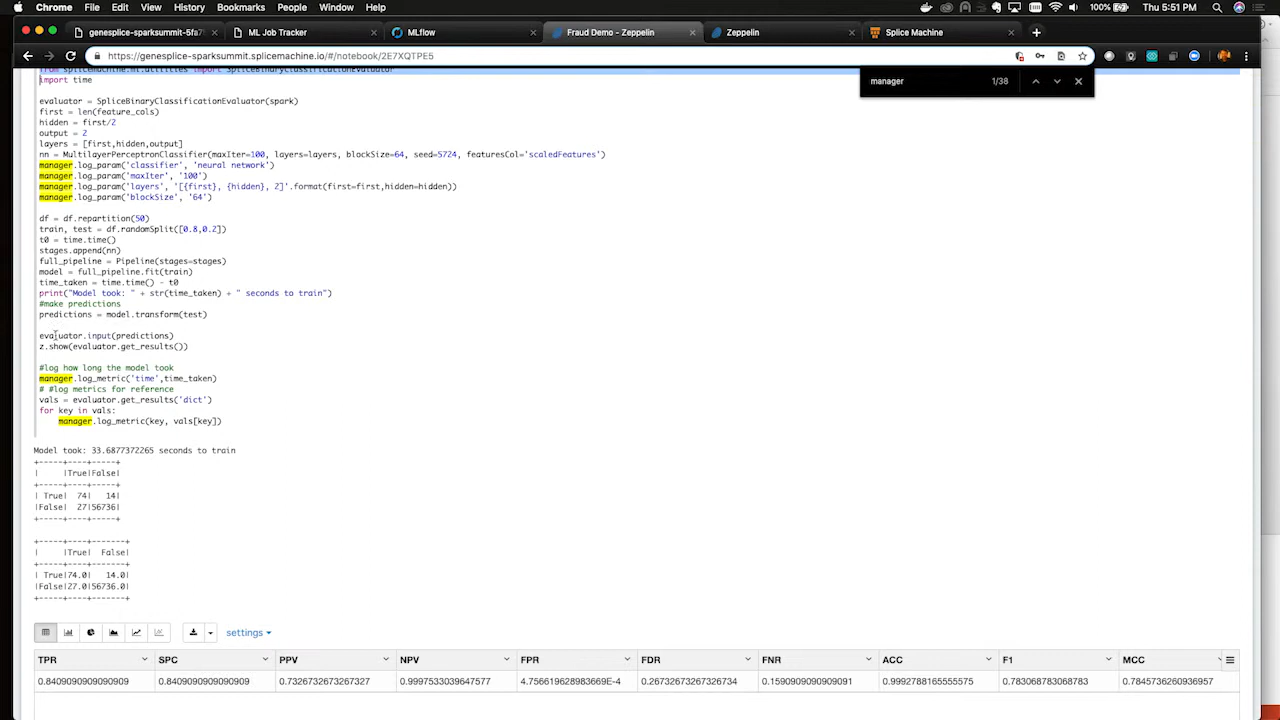 Chrome File Edit View History Bookmarks People Window Help Thu 5:51 PM
genesplice-sparksummit-5fa7
ML Job Tracker
MLflow
Fraud Demo - Zeppelin
Zeppelin
Splice Machine
https://genesplice-sparksummit.splicemachine.io/#/notebook/2E7XQTPE5
manager 1/38
from splicemachine.ml.utilities import SpliceBinaryClassificationEvaluator
import time
evaluator = SpliceBinaryClassificationEvaluator(spark)
first = len(feature_cols)
hidden = first/2
output = 2
layers = [first,hidden,output]
nn = MultilayerPerceptronClassifier(maxIter=100, layers=layers, blockSize=64, seed=5724, featuresCol='scaledFeatures')
manager.log_param('classifier', 'neural network')
manager.log_param('maxIter', '100')
manager.log_param('layers', '[{first}, {hidden}, 2]'.format(first=first,hidden=hidden))
manager.log_param('blockSize', '64')
df = df.repartition(50)
train, test = df.randomSplit([0.8,0.2])
t0 = time.time()
stages.append(nn)
full_pipeline = Pipeline(stages=stages)
model = full_pipeline.fit(train)
time_taken = time.time() - t0
print("Model took: " + str(time_taken) + " seconds to train")
#make predictions
predictions = model.transform(test)
evaluator.input(predictions)
z.show(evaluator.get_results())
#log how long the model took
manager.log_metric('time',time_taken)
# #log metrics for reference
vals = evaluator.get_results('dict')
for key in vals:
manager.log_metric(key, vals[key])
Model took: 33.6877372265 seconds to train
+-----+----+-----+
|     |True|False|
+-----+----+-----+
| True|  74|   14|
|False|  27|56736|
+-----+----+-----+
+-----+----+-------+
|     |True|  False|
+-----+----+-------+
| True|74.0|   14.0|
|False|27.0|56736.0|
+-----+----+-------+
settings
TPR SPC PPV NPV FPR FDR FNR ACC F1 MCC
0.8409090909090909 0.8409090909090909 0.7326732673267327 0.9997533039647577 4.756619628983669E-4 0.26732673267326734 0.1590909090909091 0.9992788165555575 0.783068783068783 0.7845736260936957